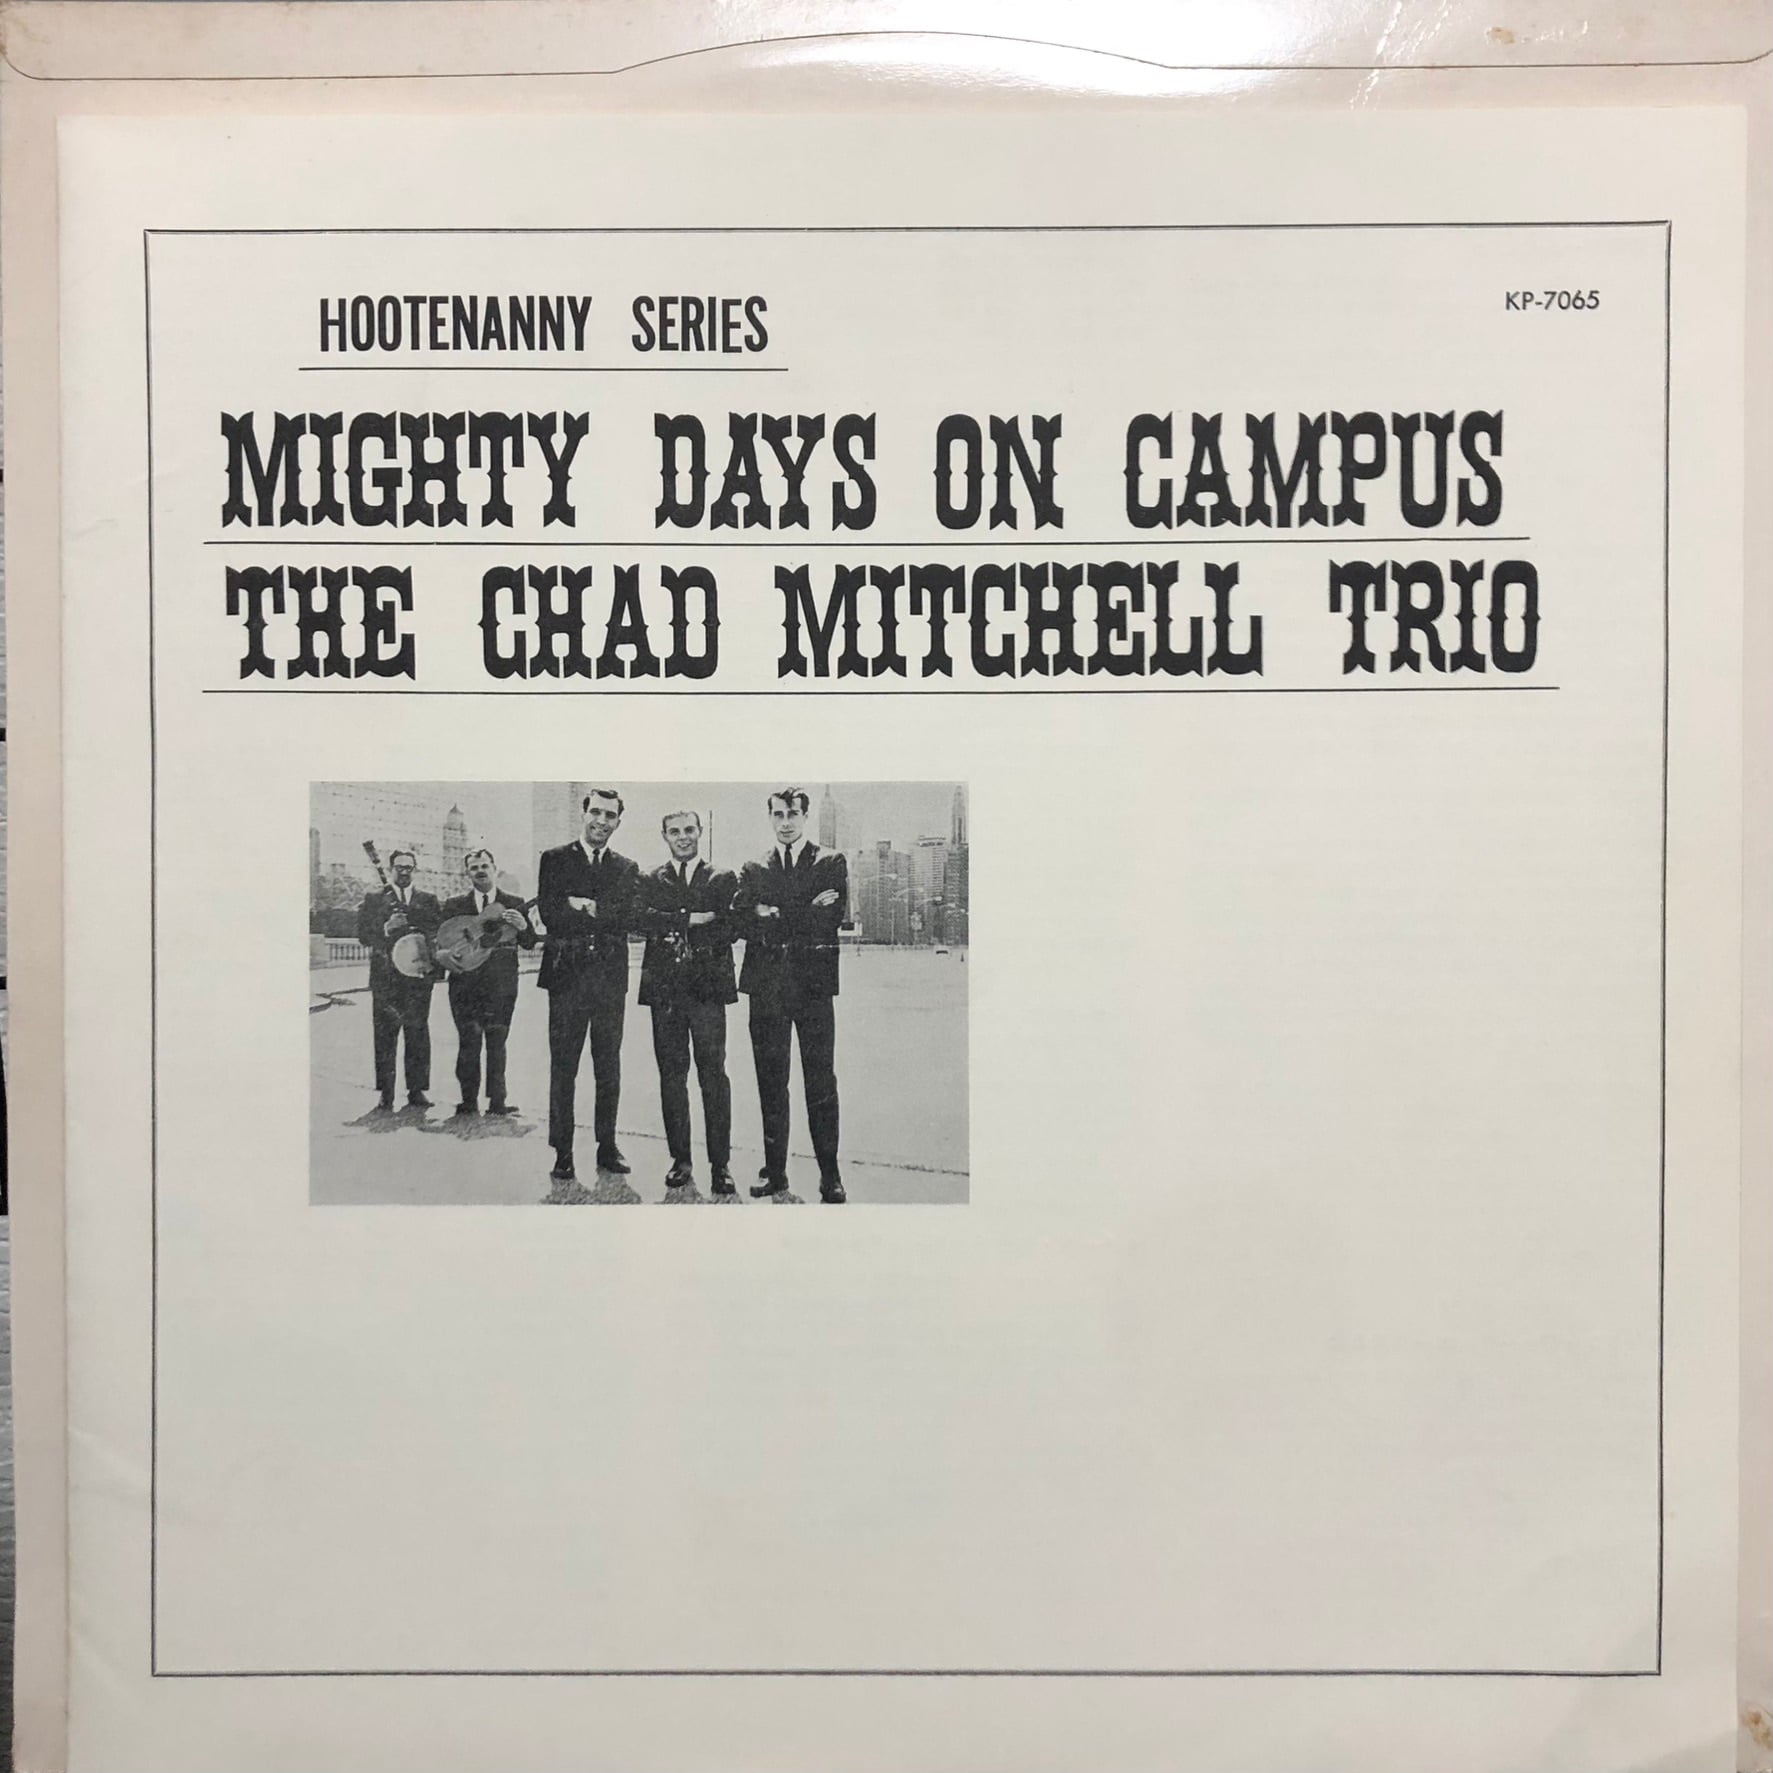 HOOTENANNY SERIES
KP-7065
MIGHTY DAYS ON CAMPUS
THE CHAD MITCHELL TRIO